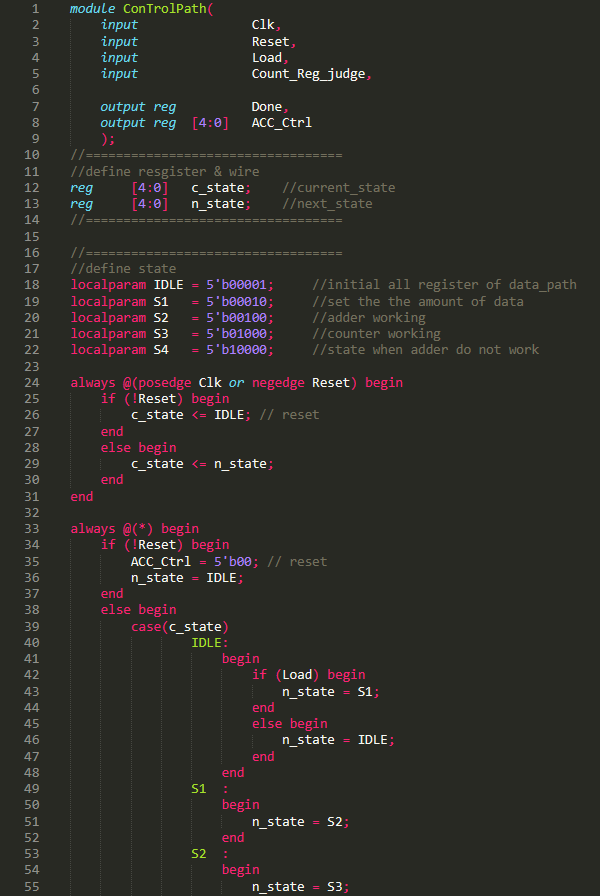 1 module ConTrolPath(
2 input Clk,
3 input Reset,
4 input Load,
5 input Count_Reg_judge,
6
7 output reg Done,
8 output reg [4:0] ACC_Ctrl
9 );
10 //==================================
11 //define resgister & wire
12 reg [4:0] c_state; //current_state
13 reg [4:0] n_state; //next_state
14 //==================================
15
16 //==================================
17 //define state
18 localparam IDLE = 5'b00001; //initial all register of data_path
19 localparam S1 = 5'b00010; //set the the amount of data
20 localparam S2 = 5'b00100; //adder working
21 localparam S3 = 5'b01000; //counter working
22 localparam S4 = 5'b10000; //state when adder do not work
23
24 always @(posedge Clk or negedge Reset) begin
25 if (!Reset) begin
26 c_state <= IDLE; // reset
27 end
28 else begin
29 c_state <= n_state;
30 end
31 end
32
33 always @(*) begin
34 if (!Reset) begin
35 ACC_Ctrl = 5'b00; // reset
36 n_state = IDLE;
37 end
38 else begin
39 case(c_state)
40 IDLE:
41 begin
42 if (Load) begin
43 n_state = S1;
44 end
45 else begin
46 n_state = IDLE;
47 end
48 end
49 S1 :
50 begin
51 n_state = S2;
52 end
53 S2 :
54 begin
55 n_state = S3;